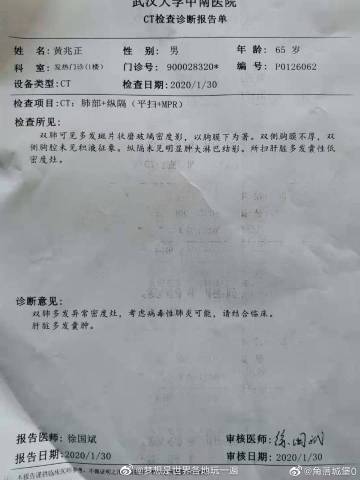 武汉大学中南医院
CT检查诊断报告单
姓 名：黄兆正 性 别：男 年 龄：65 岁
科 室：发热门诊(1楼) 门诊号：900028320* 编 号：P0126062
设备类型：CT 检查日期：2020/1/30
检查项目：CT：肺部+纵隔（平扫+MPR）
检查所见：
双肺可见多发斑片状磨玻璃密度影，以胸膜下为著。双侧胸膜不厚，双
侧胸腔未见积液征象。纵隔未见明显肿大淋巴结影。所扫肝脏多发囊性低
密度灶。
诊断意见：
双肺多发异常密度灶，考虑病毒性肺炎可能，请结合临床。
肝脏多发囊肿。
报告医师：徐国斌 审核医师：
报告日期：2020/1/30 审核日期：2020/1/30
@梦想是世界各地玩一遍
@角落城堡0